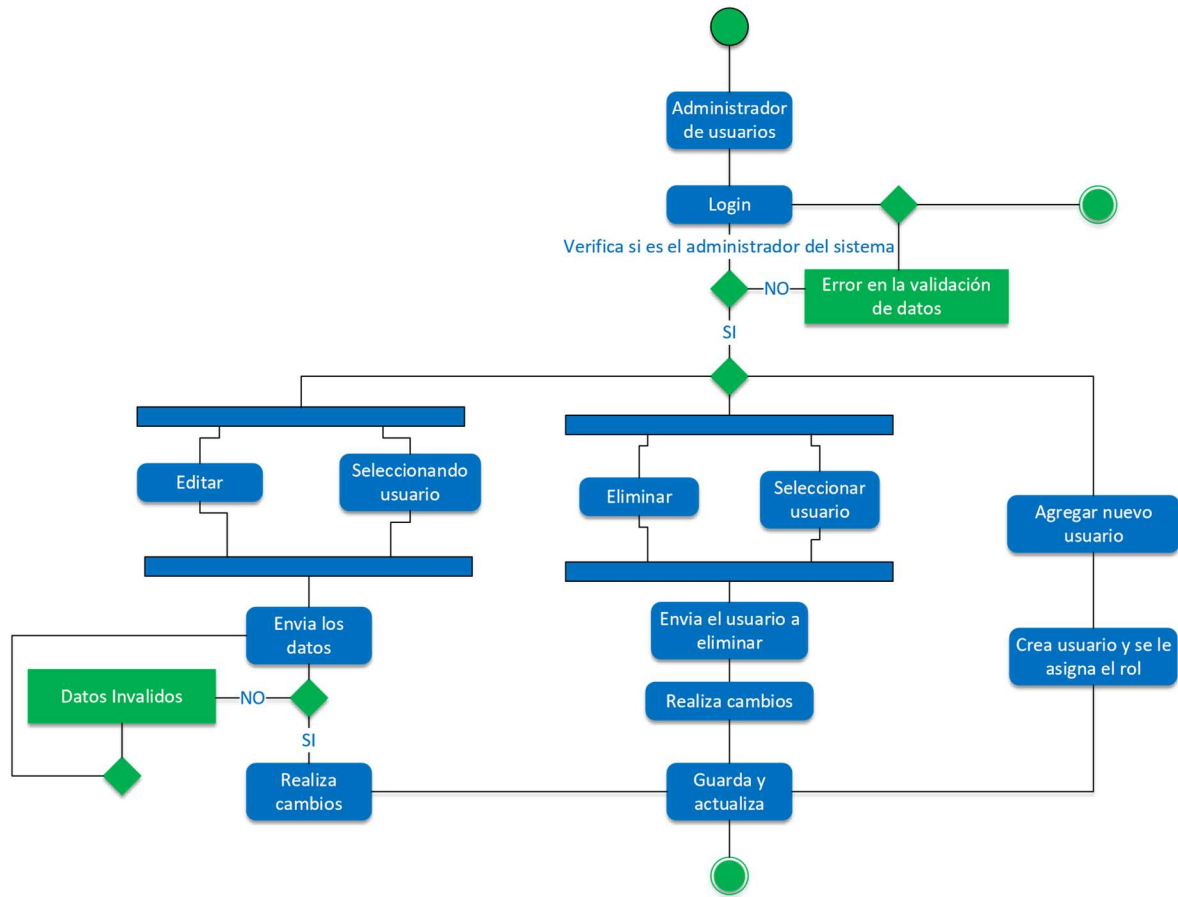 Administrador
de usuarios
Login
Verifica si es el administrador del sistema
NO
Error en la validación
de datos
SI
Editar
Seleccionando
usuario
Eliminar
Seleccionar
usuario
Agregar nuevo
usuario
Envia los
datos
Envia el usuario a
eliminar
Crea usuario y se le
asigna el rol
Datos Invalidos
NO
Realiza cambios
SI
Realiza
cambios
Guarda y
actualiza